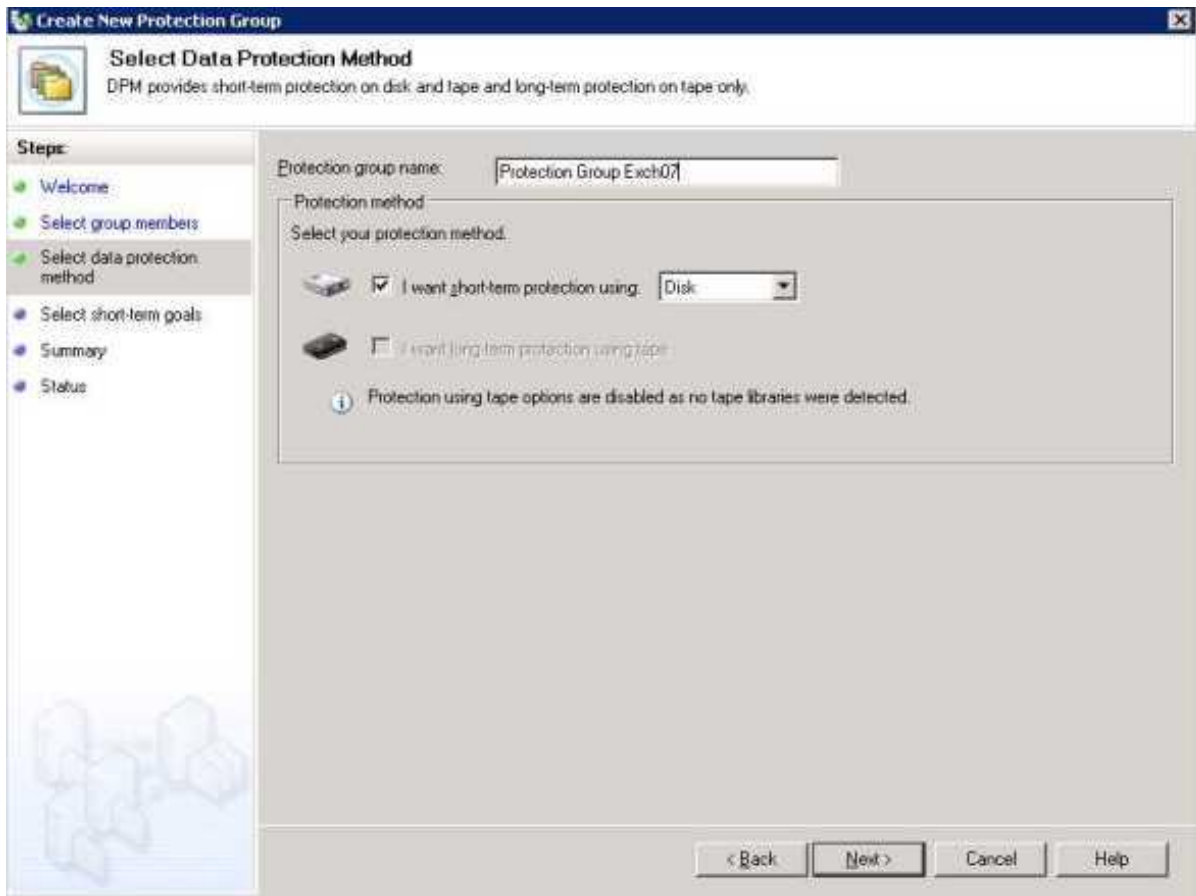 Create New Protection Group
Select Data Protection Method
DPM provides short-term protection on disk and tape and long-term protection on tape only.
Steps:
Welcome
Select group members
Select data protection
method
Select short-term goals
Summary
Status
Protection group name:
Protection Group Exch07
Protection method
Select your protection method.
I want short-term protection using:
Disk
I want long-term protection using tape
Protection using tape options are disabled as no tape libraries were detected.
< Back
Next >
Cancel
Help